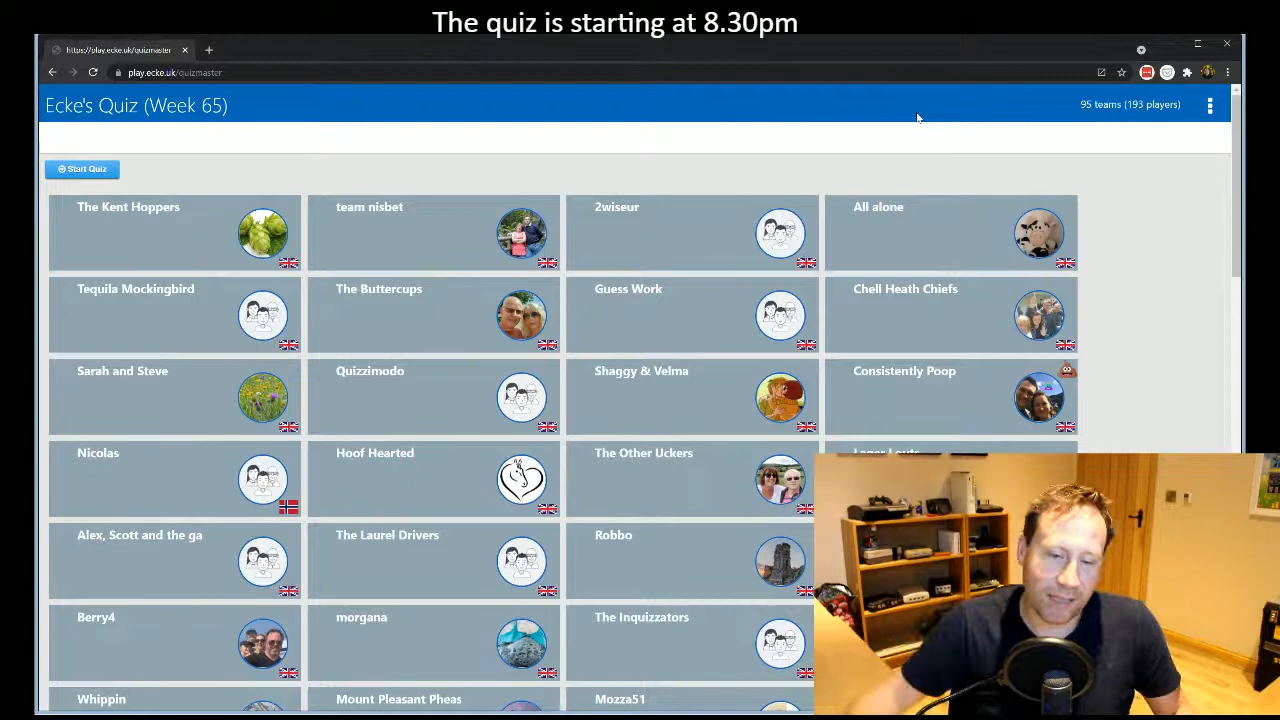 The quiz is starting at 8.30pm
https://play.ecke.uk/quizmaster
play.ecke.uk/quizmaster
Ecke's Quiz (Week 65)
95 teams (193 players)
Start Quiz
The Kent Hoppers
team nisbet
2wiseur
All alone
Tequila Mockingbird
The Buttercups
Guess Work
Chell Heath Chiefs
Sarah and Steve
Quizzimodo
Shaggy & Velma
Consistently Poop
Nicolas
Hoof Hearted
The Other Uckers
Lager Louts
Alex, Scott and the ga
The Laurel Drivers
Robbo
Berry4
morgana
The Inquizzators
Whippin
Mount Pleasant Pheas
Mozza51